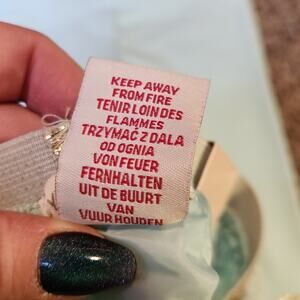 KEEP AWAY
FROM FIRE
TENIR LOIN DES
FLAMMES
TRZYMAĆ Z DALA
OD OGNIA
VON FEUER
FERNHALTEN
UIT DE BUURT
VAN
VUUR HOUDEN